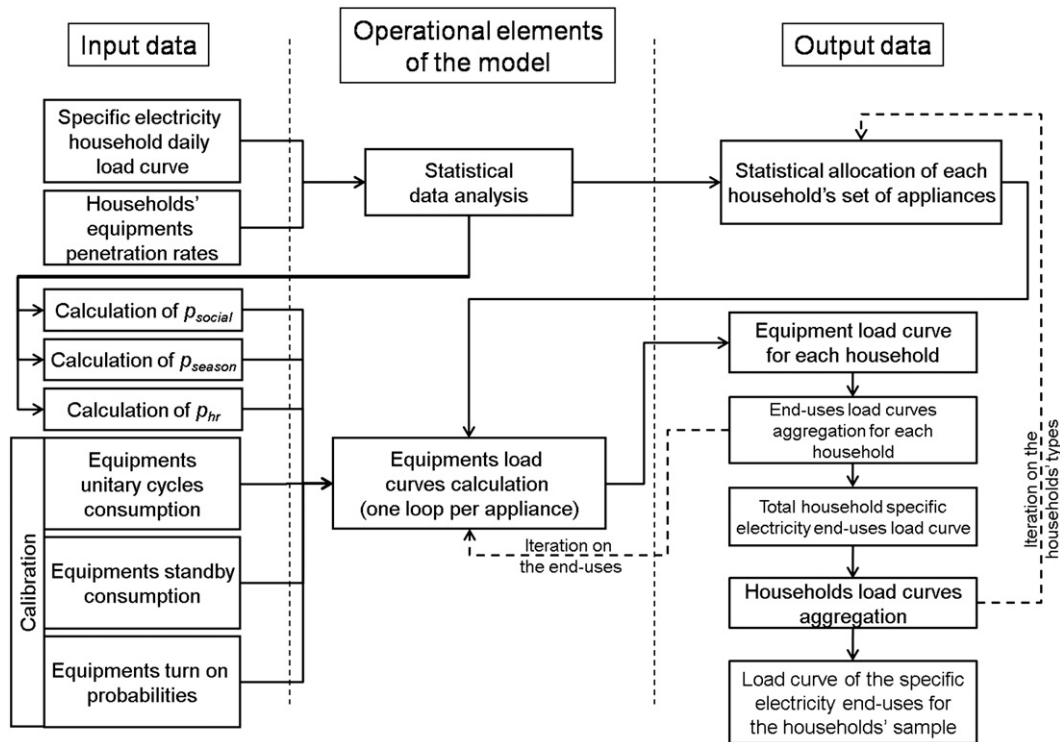 Input data
Operational elements
of the model
Output data
Specific electricity
household daily
load curve
Households'
equipments
penetration rates
Statistical
data analysis
Statistical allocation of each
household's set of appliances
Calculation of p_social
Calculation of p_season
Calculation of p_hr
Calibration
Equipments
unitary cycles
consumption
Equipments standby
consumption
Equipments turn on
probabilities
Equipments load
curves calculation
(one loop per appliance)
Iteration on
the end-uses
Equipment load curve
for each household
End-uses load curves
aggregation for each
household
Total household specific
electricity end-uses load curve
Households load curves
aggregation
Load curve of the specific
electricity end-uses for
the households' sample
Iteration on the
households' types